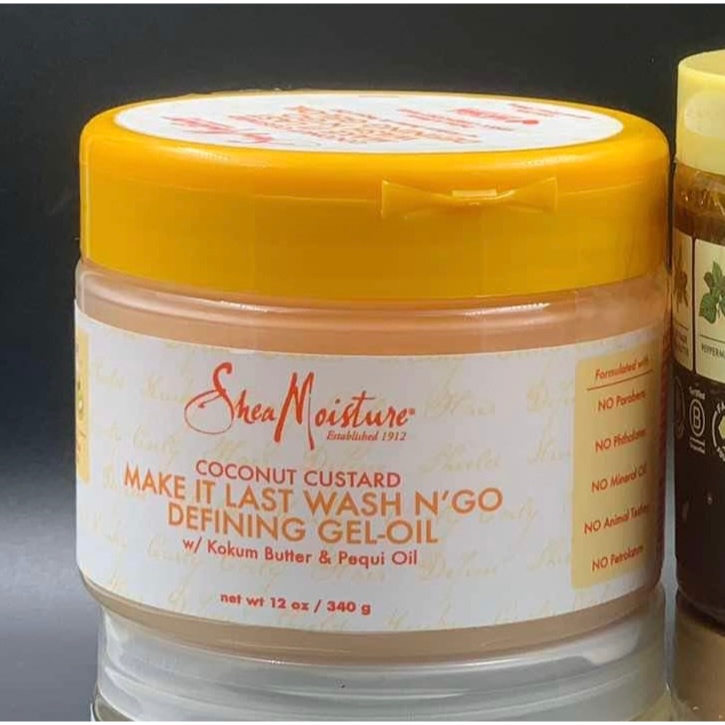 SheaMoisture®
Established 1912
COCONUT CUSTARD
MAKE IT LAST WASH N'GO
DEFINING GEL-OIL
w/ Kokum Butter & Pequi Oil
net wt 12 oz / 340 g
Formulated with
NO Parabens
NO Phthalates
NO Mineral Oil
NO Animal Testing
NO Petrolatum
Certified
B